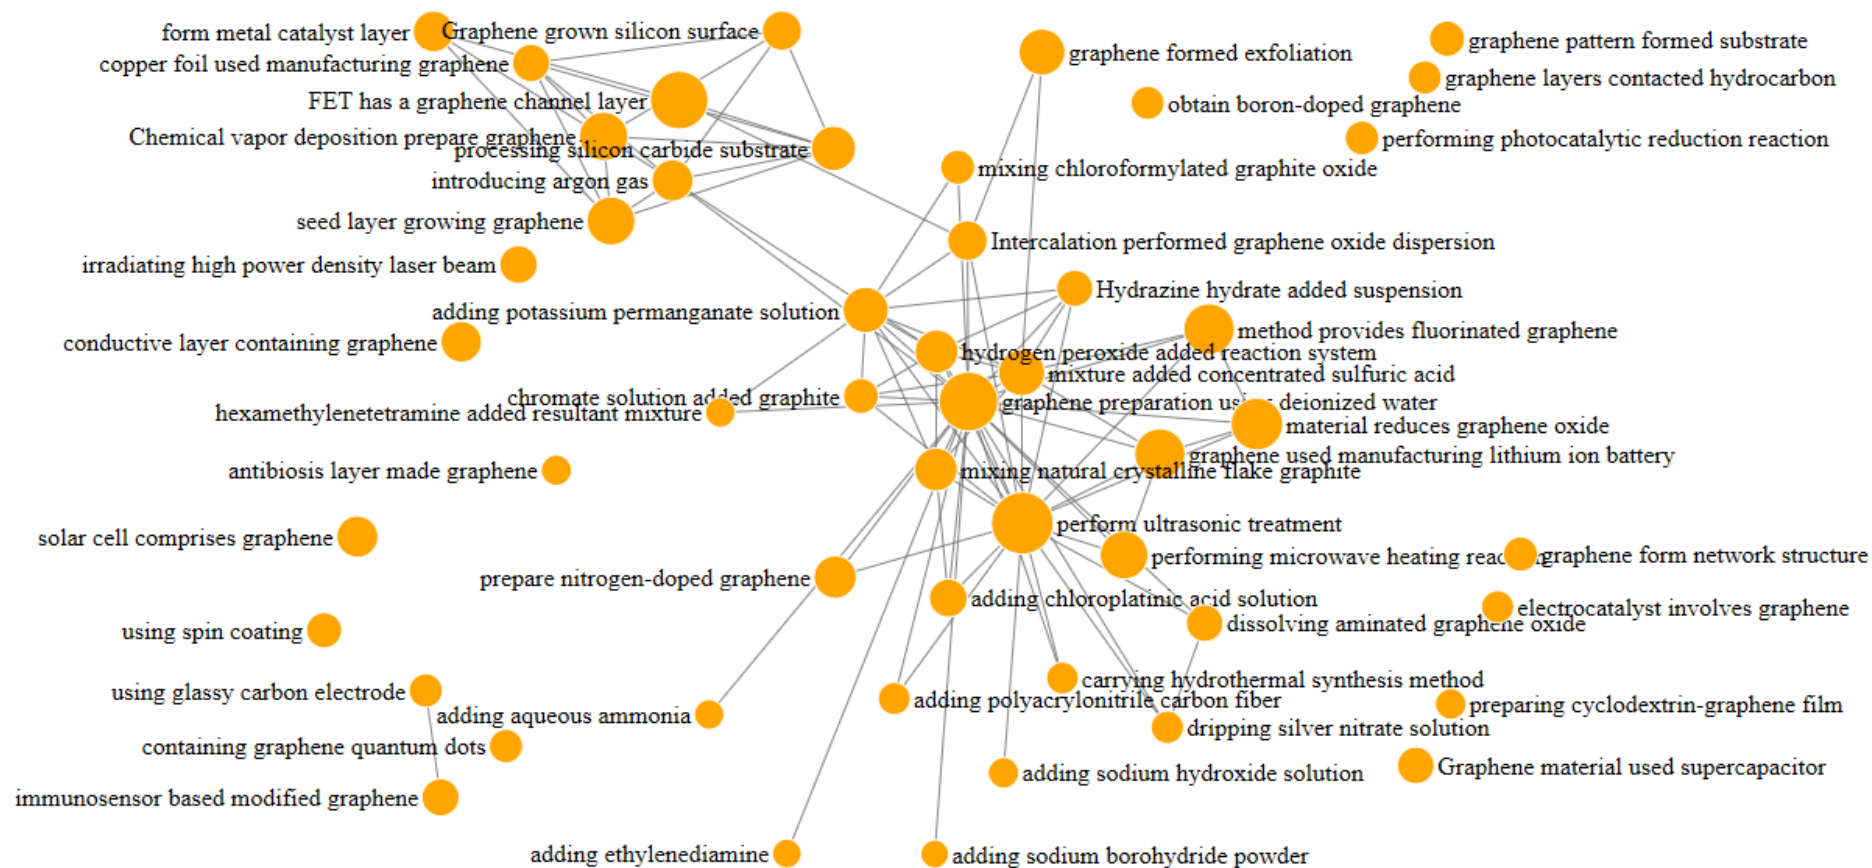 form metal catalyst layer
Graphene grown silicon surface
copper foil used manufacturing graphene
FET has a graphene channel layer
Chemical vapor deposition prepare graphene
processing silicon carbide substrate
introducing argon gas
seed layer growing graphene
irradiating high power density laser beam
conductive layer containing graphene
graphene formed exfoliation
graphene pattern formed substrate
graphene layers contacted hydrocarbon
obtain boron-doped graphene
performing photocatalytic reduction reaction
mixing chloroformylated graphite oxide
Intercalation performed graphene oxide dispersion
Hydrazine hydrate added suspension
adding potassium permanganate solution
method provides fluorinated graphene
hydrogen peroxide added reaction system
mixture added concentrated sulfuric acid
chromate solution added graphite
graphene preparation using deionized water
hexamethylenetetramine added resultant mixture
material reduces graphene oxide
graphene used manufacturing lithium ion battery
antibiosis layer made graphene
mixing natural crystalline flake graphite
solar cell comprises graphene
perform ultrasonic treatment
performing microwave heating
graphene form network structure
prepare nitrogen-doped graphene
adding chloroplatinic acid solution
electrocatalyst involves graphene
dissolving aminated graphene oxide
using spin coating
using glassy carbon electrode
carrying hydrothermal synthesis method
adding polyacrylonitrile carbon fiber
preparing cyclodextrin-graphene film
adding aqueous ammonia
dripping silver nitrate solution
containing graphene quantum dots
Graphene material used supercapacitor
adding sodium hydroxide solution
immunosensor based modified graphene
adding ethylenediamine
adding sodium borohydride powder